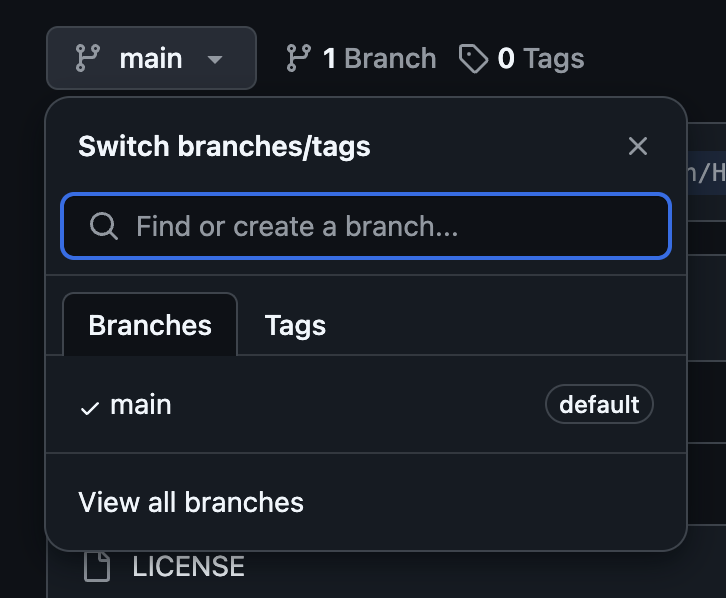 main 1 Branch 0 Tags
Switch branches/tags
n/H
Find or create a branch...
Branches Tags
main default
View all branches
LICENSE